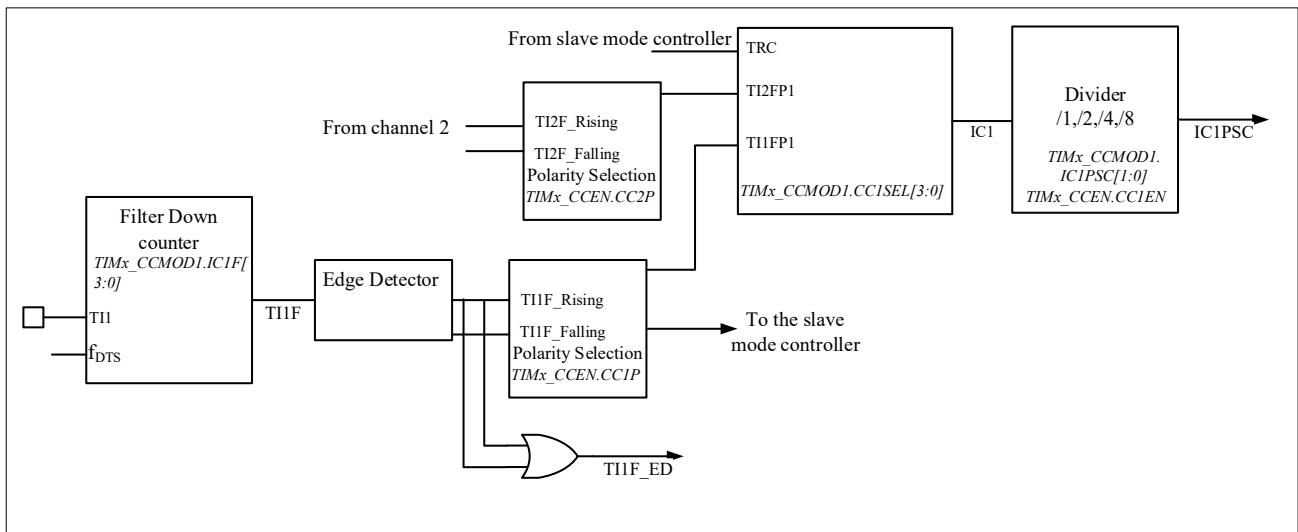 From slave mode controller
TRC
TI2FP1
TI1FP1
TIMx_CCMOD1.CC1SEL[3:0]
From channel 2
TI2F_Rising
TI2F_Falling
Polarity Selection
TIMx_CCEN.CC2P
IC1
Divider
/1,/2,/4,/8
TIMx_CCMOD1.
IC1PSC[1:0]
TIMx_CCEN.CC1EN
IC1PSC
Filter Down
counter
TIMx_CCMOD1.IC1F[
3:0]
TI1
fDTS
TI1F
Edge Detector
TI1F_Rising
TI1F_Falling
Polarity Selection
TIMx_CCEN.CC1P
To the slave
mode controller
TI1F_ED